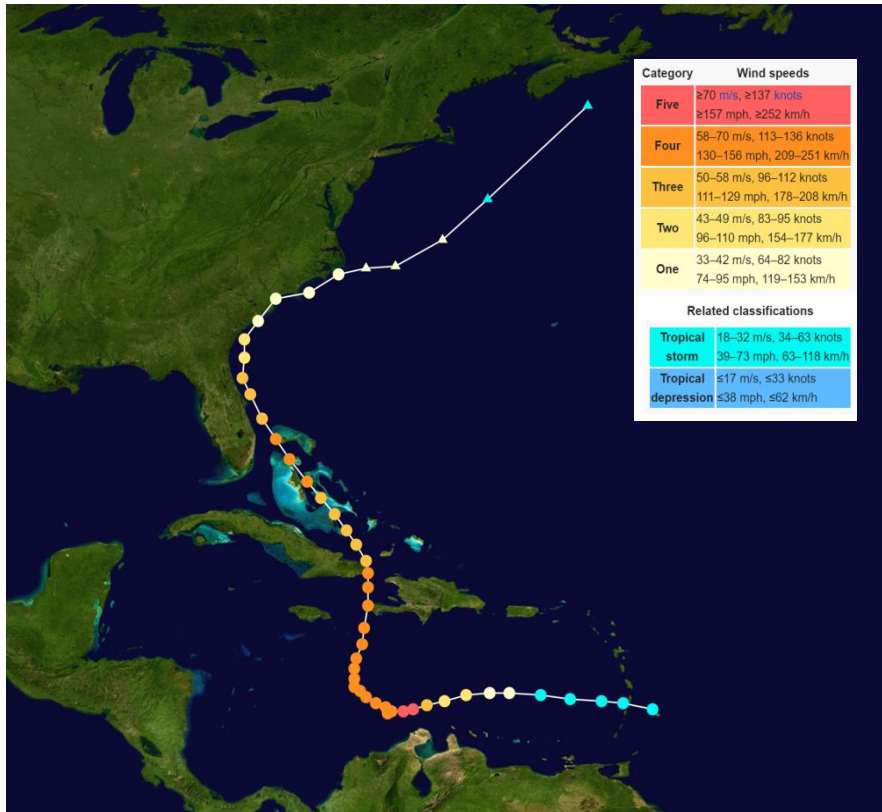 Category Wind speeds
Five
≥70 m/s, ≥137 knots
≥157 mph, ≥252 km/h
Four
58–70 m/s, 113–136 knots
130–156 mph, 209–251 km/h
Three
50–58 m/s, 96–112 knots
111–129 mph, 178–208 km/h
Two
43–49 m/s, 83–95 knots
96–110 mph, 154–177 km/h
One
33–42 m/s, 64–82 knots
74–95 mph, 119–153 km/h
Related classifications
Tropical
storm
18–32 m/s, 34–63 knots
39–73 mph, 63–118 km/h
Tropical
depression
≤17 m/s, ≤33 knots
≤38 mph, ≤62 km/h